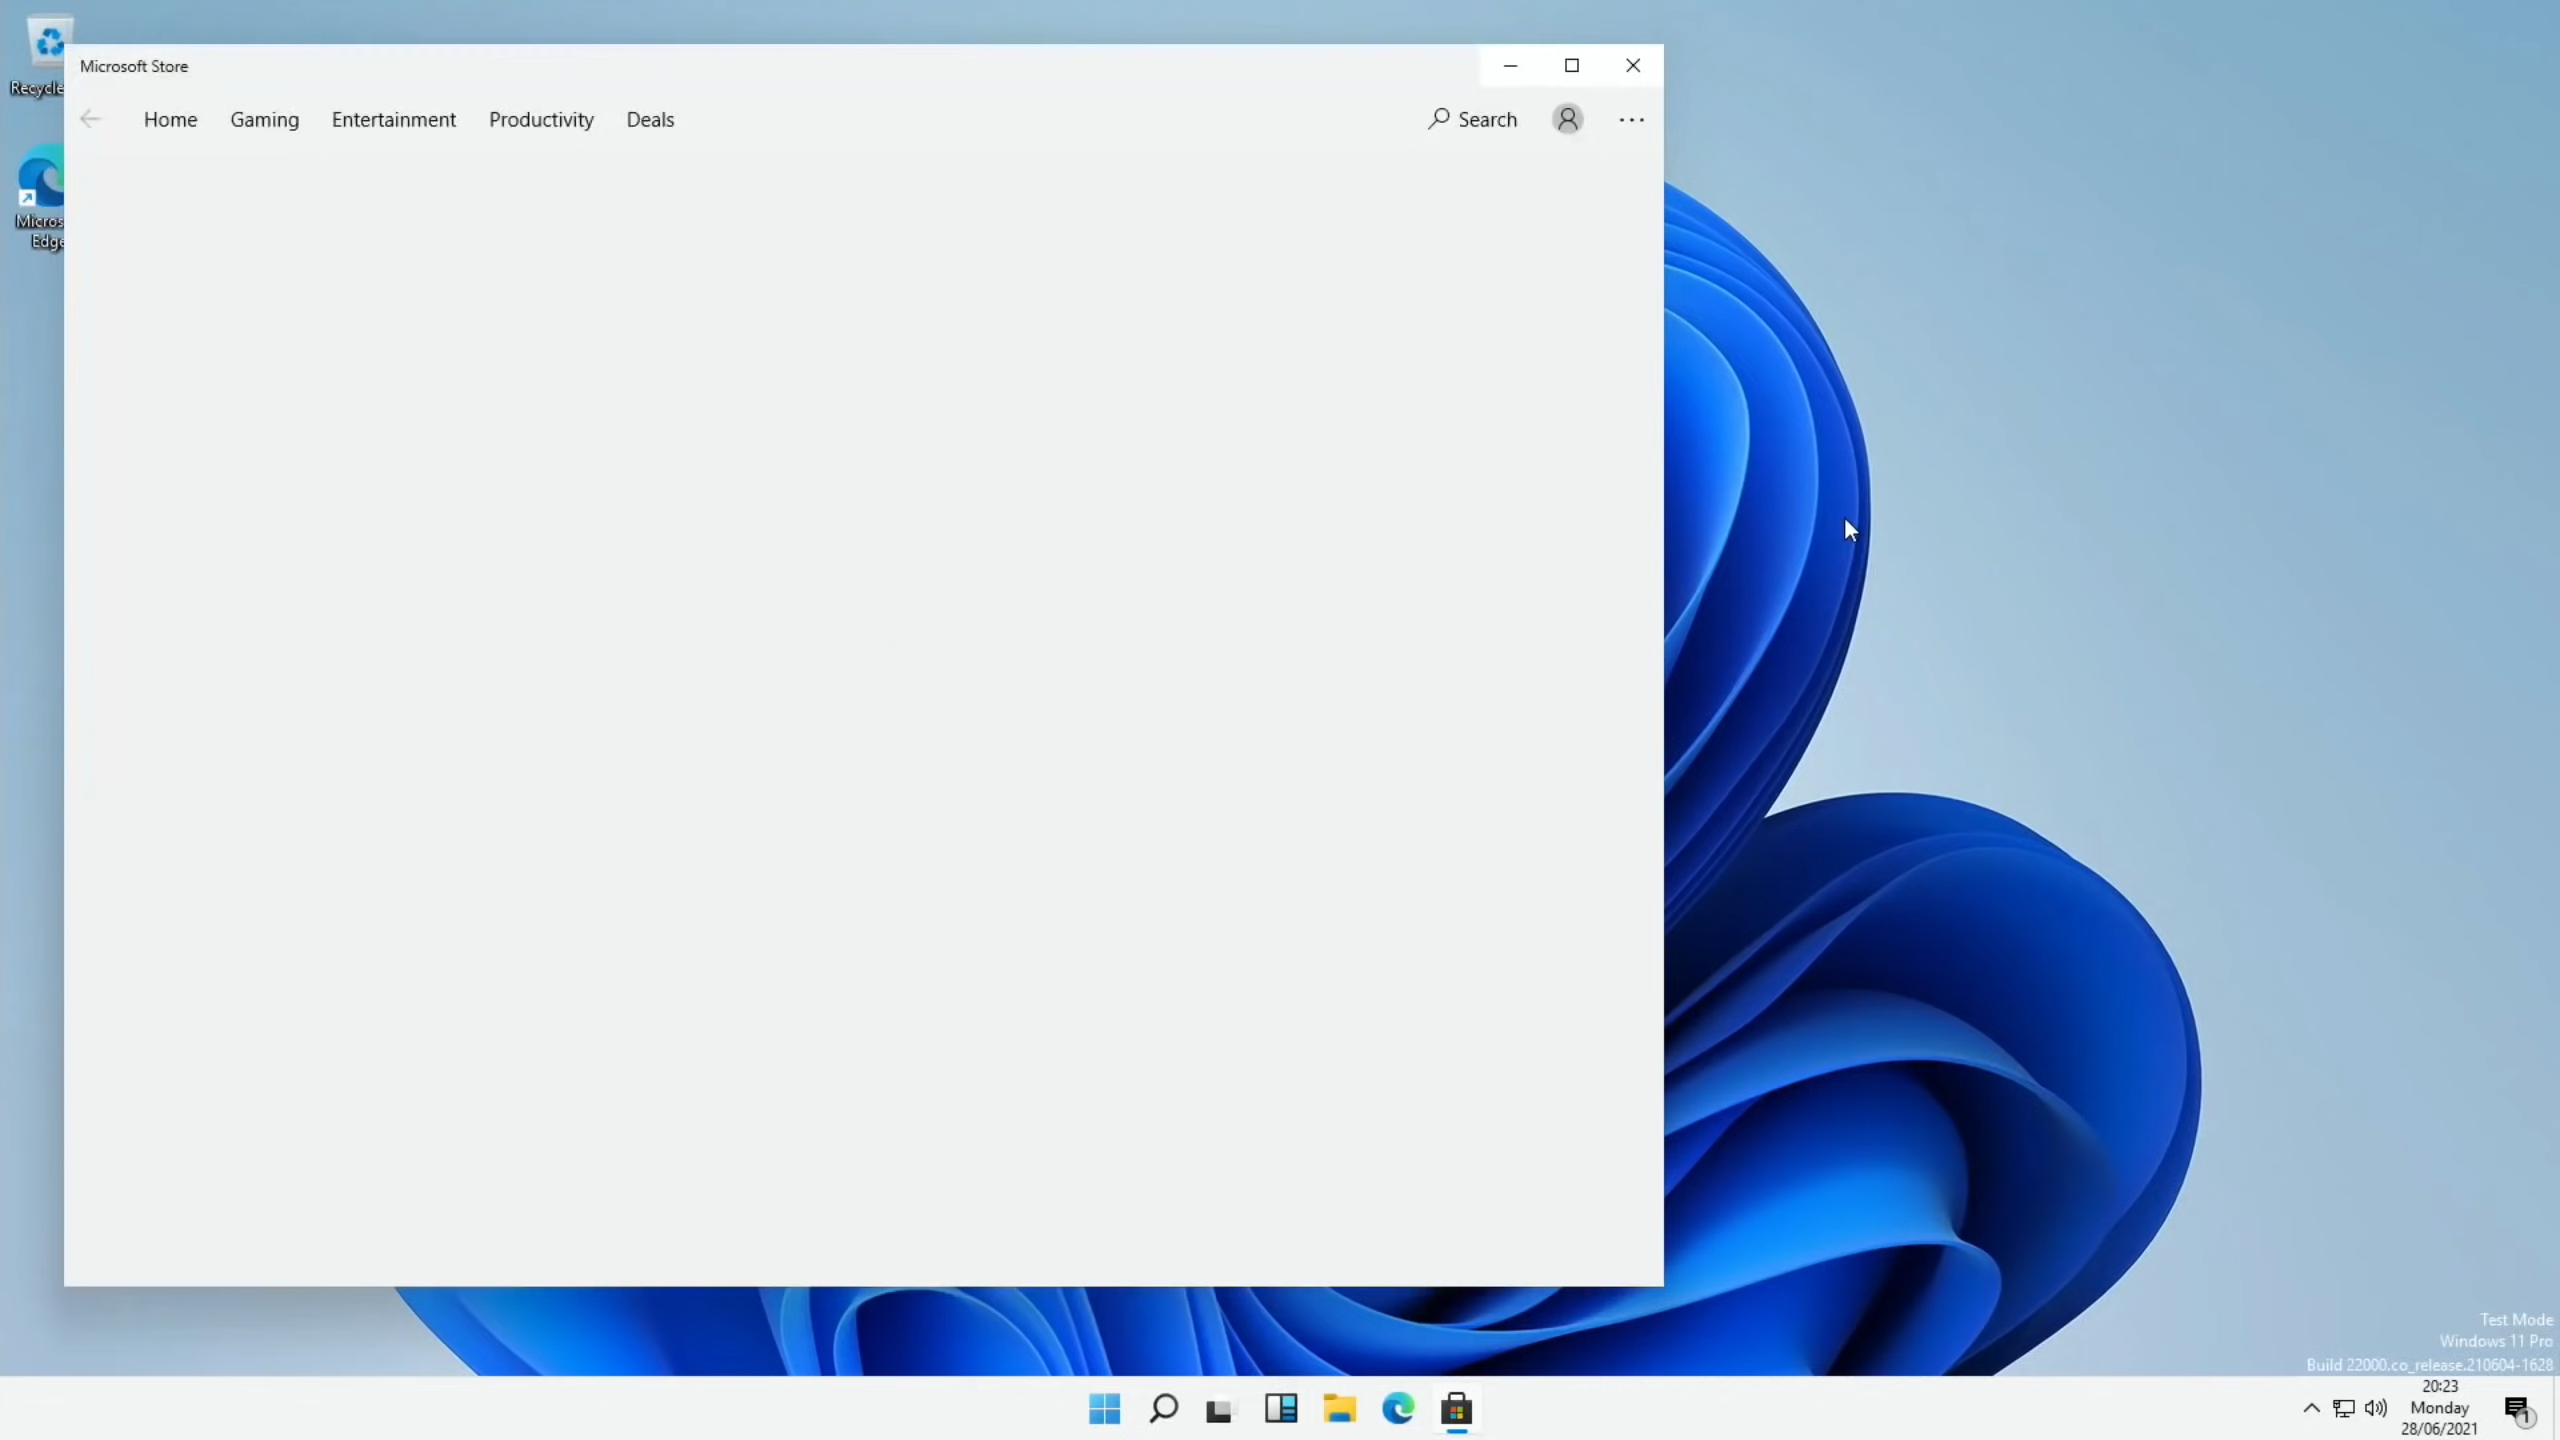 Recycle
Micros
Edge
Microsoft Store
Home Gaming Entertainment Productivity Deals Search
Test Mode
Windows 11 Pro
Build 22000.co_release.210604-1628
20:23
Monday
28/06/2021
1